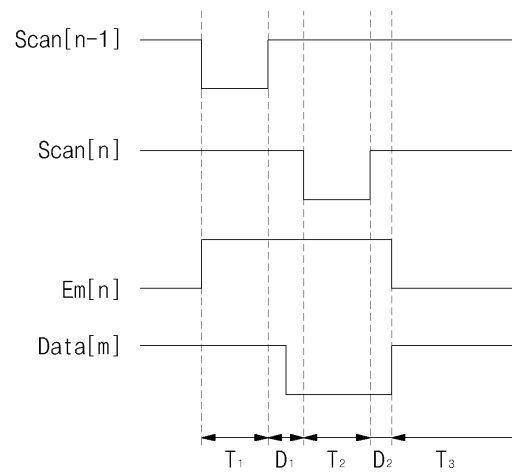 Scan[n-1]
Scan[n]
Em[n]
Data[m]
T₁ D₁ T₂ D₂ T₃